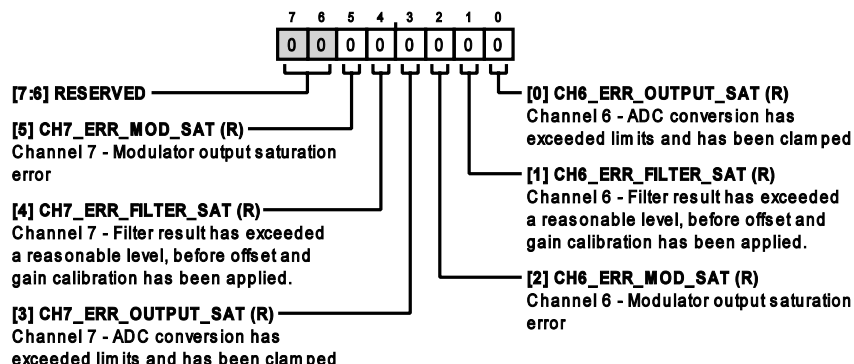 7 6 5 4 3 2 1 0
0 0 0 0 0 0 0 0
[7:6] RESERVED
[5] CH7_ERR_MOD_SAT (R)
Channel 7 - Modulator output saturation
error
[4] CH7_ERR_FILTER_SAT (R)
Channel 7 - Filter result has exceeded
a reasonable level, before offset and
gain calibration has been applied.
[3] CH7_ERR_OUTPUT_SAT (R)
Channel 7 - ADC conversion has
exceeded limits and has been clamped
[0] CH6_ERR_OUTPUT_SAT (R)
Channel 6 - ADC conversion has
exceeded limits and has been clamped
[1] CH6_ERR_FILTER_SAT (R)
Channel 6 - Filter result has exceeded
a reasonable level, before offset and
gain calibration has been applied.
[2] CH6_ERR_MOD_SAT (R)
Channel 6 - Modulator output saturation
error